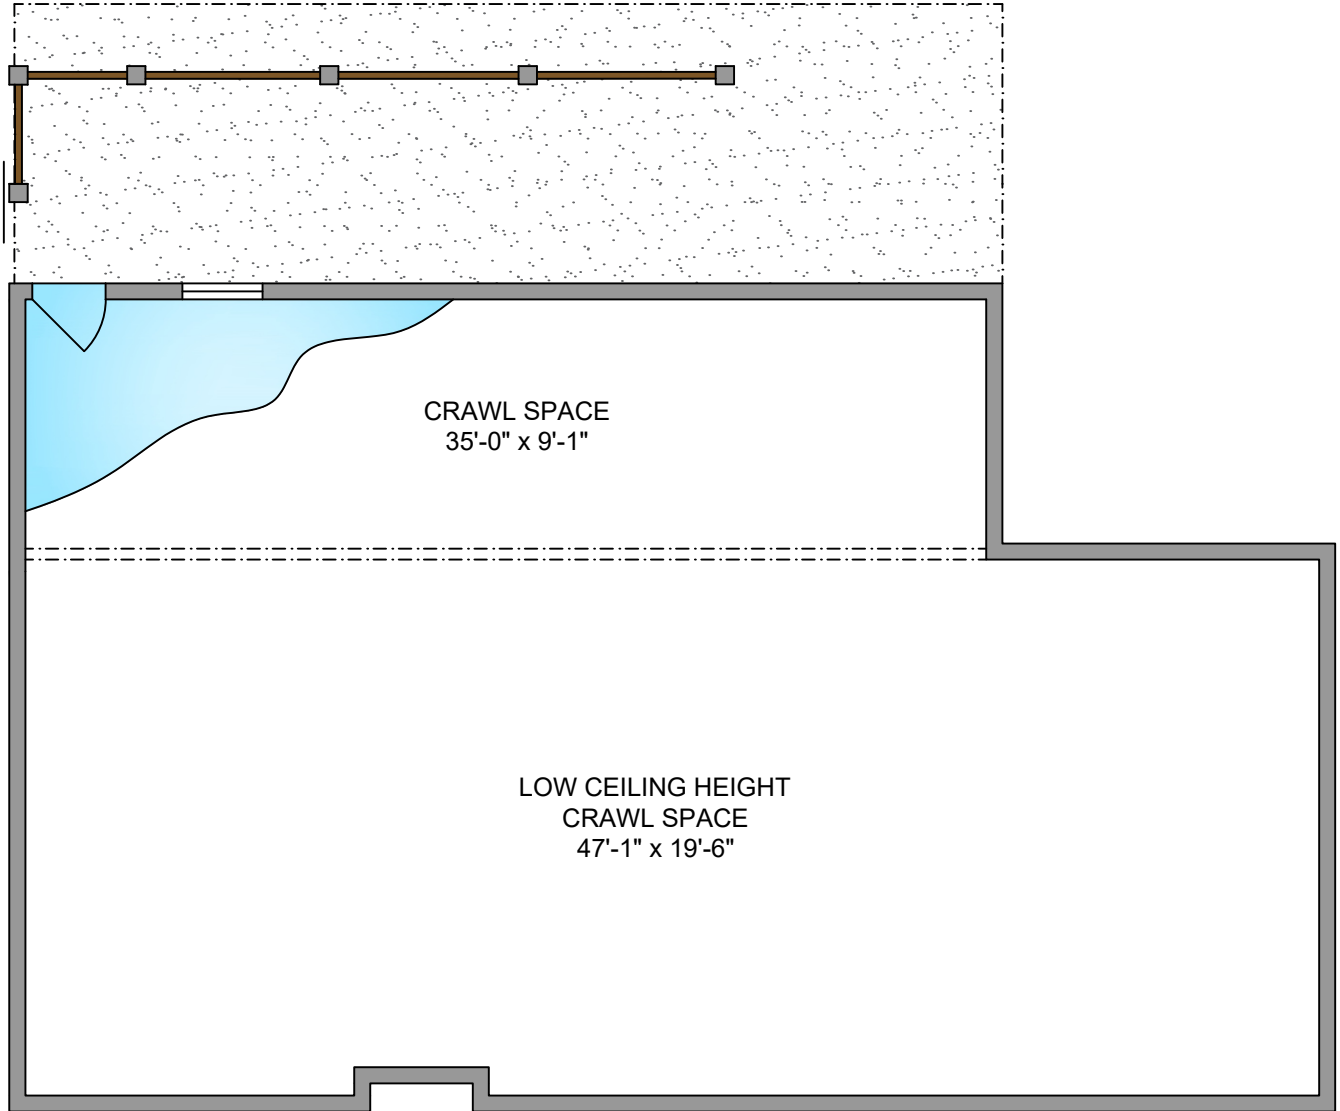 CRAWL SPACE
35'-0" x 9'-1"
LOW CEILING HEIGHT
CRAWL SPACE
47'-1" x 19'-6"